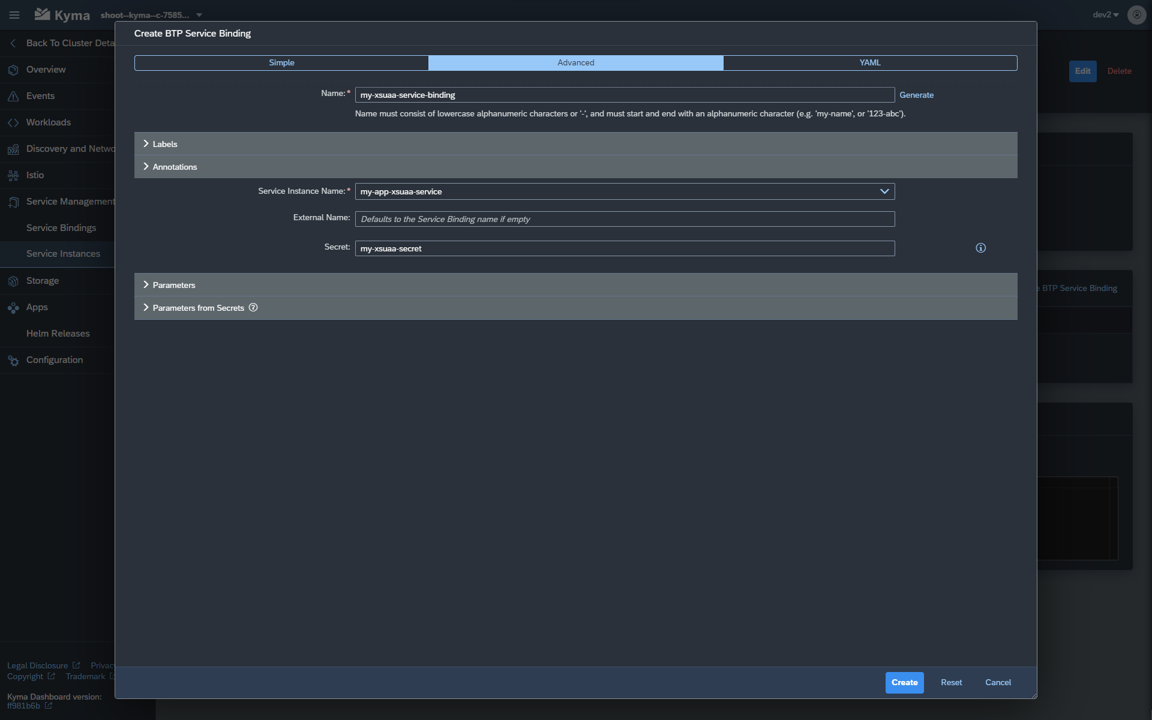 Kyma
shoot--kyma--c-7585...
dev2
Create BTP Service Binding
Back To Cluster Deta
Simple
Advanced
YAML
Overview
Edit
Delete
Name: *
my-xsuaa-service-binding
Generate
Events
Name must consist of lowercase alphanumeric characters or '-', and must start and end with an alphanumeric character (e.g. 'my-name', or '123-abc').
Workloads
Labels
Discovery and Netwo
Annotations
Istio
Service Instance Name: *
my-app-xsuaa-service
Service Management
External Name:
Defaults to the Service Binding name if empty
Service Bindings
Secret:
my-xsuaa-secret
Service Instances
Storage
Parameters
e BTP Service Binding
Apps
Parameters from Secrets
Helm Releases
Configuration
Legal Disclosure
Privac
Copyright
Trademark
Create
Reset
Cancel
Kyma Dashboard version:
ff981b6b